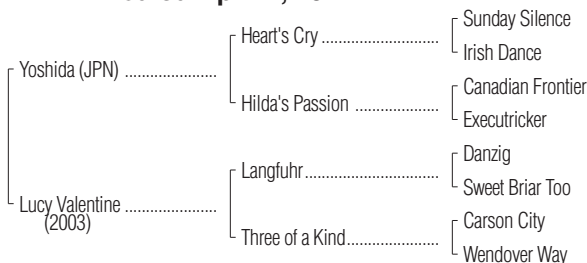 Sunday Silence
Heart's Cry
Irish Dance
Yoshida (JPN)
Canadian Frontier
Hilda's Passion
Executricker
Danzig
Langfuhr
Sweet Briar Too
Lucy Valentine
(2003)
Carson City
Three of a Kind
Wendover Way